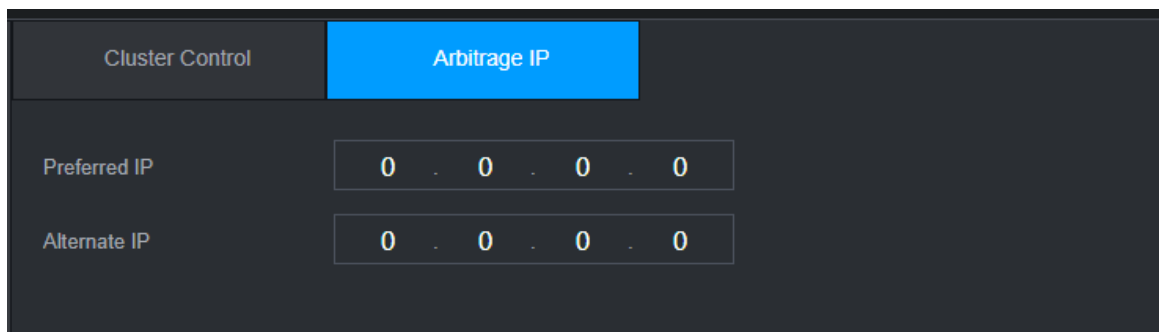 Cluster Control Arbitrage IP
Preferred IP 0 . 0 . 0 . 0
Alternate IP 0 . 0 . 0 . 0